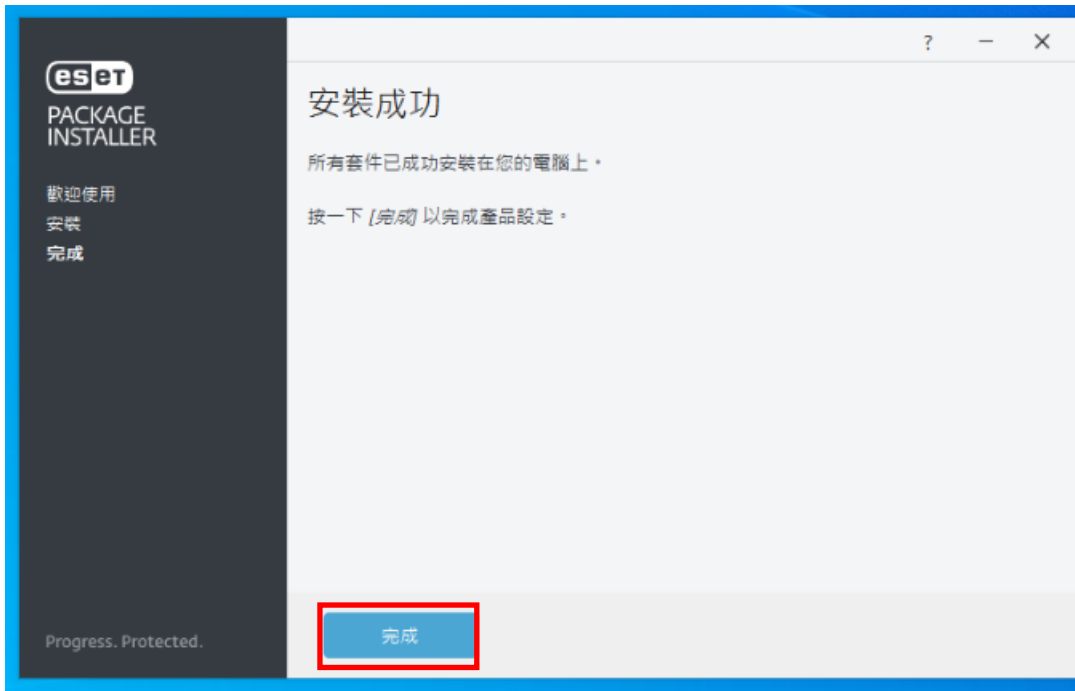 ?
eset
PACKAGE
INSTALLER
歡迎使用
安裝
完成
安裝成功
所有套件已成功安裝在您的電腦上。
按一下 [完成] 以完成產品設定。
完成
Progress. Protected.